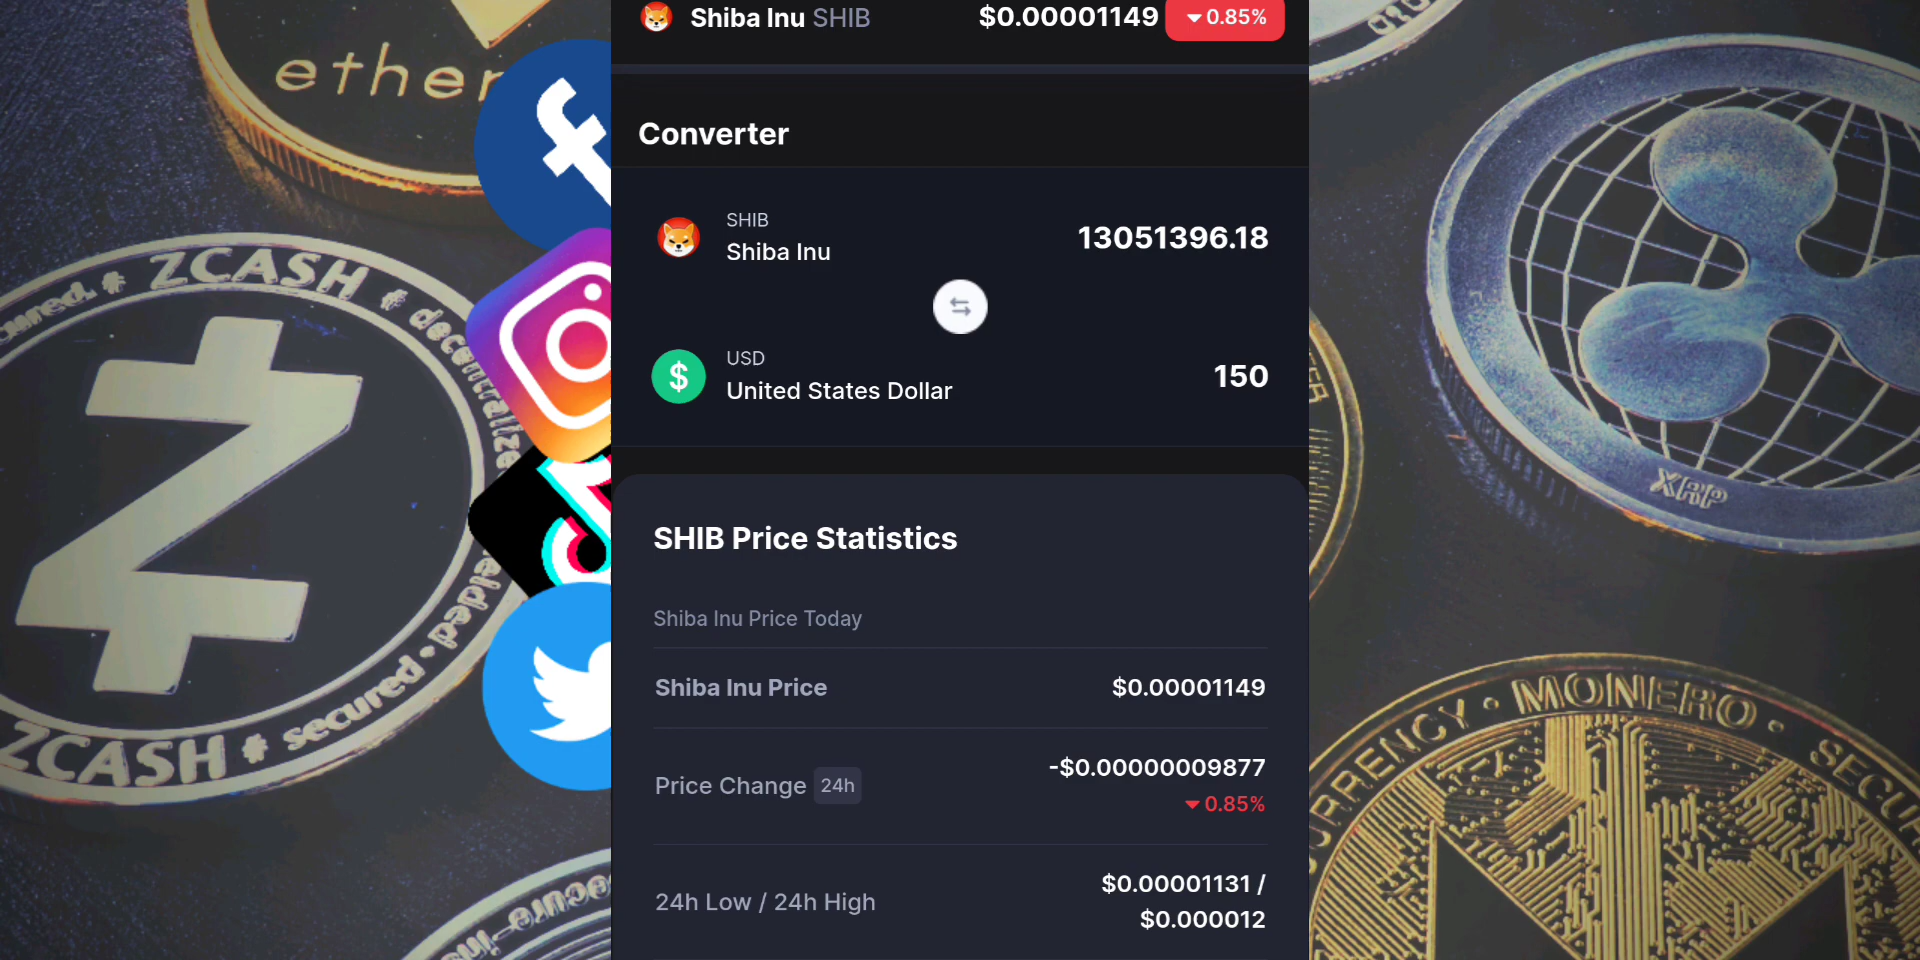 Shiba Inu SHIB $0.00001149 0.85%
Converter
SHIB
Shiba Inu
13051396.18
USD
United States Dollar
150
SHIB Price Statistics
Shiba Inu Price Today
Shiba Inu Price $0.00001149
Price Change 24h -$0.00000009877
0.85%
24h Low / 24h High $0.00001131 /
$0.000012
ether
ZCASH
decentralized
secured
ZCASH
XRP
CURRENCY • MONERO •